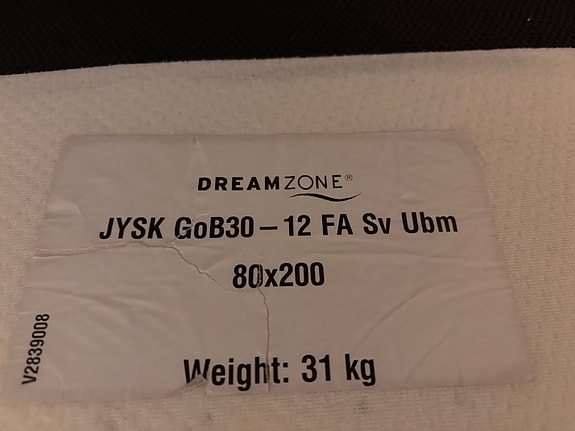 DREAMZONE®
JYSK GoB30 – 12 FA Sv Ubm
80x200
Weight: 31 kg
V2839008